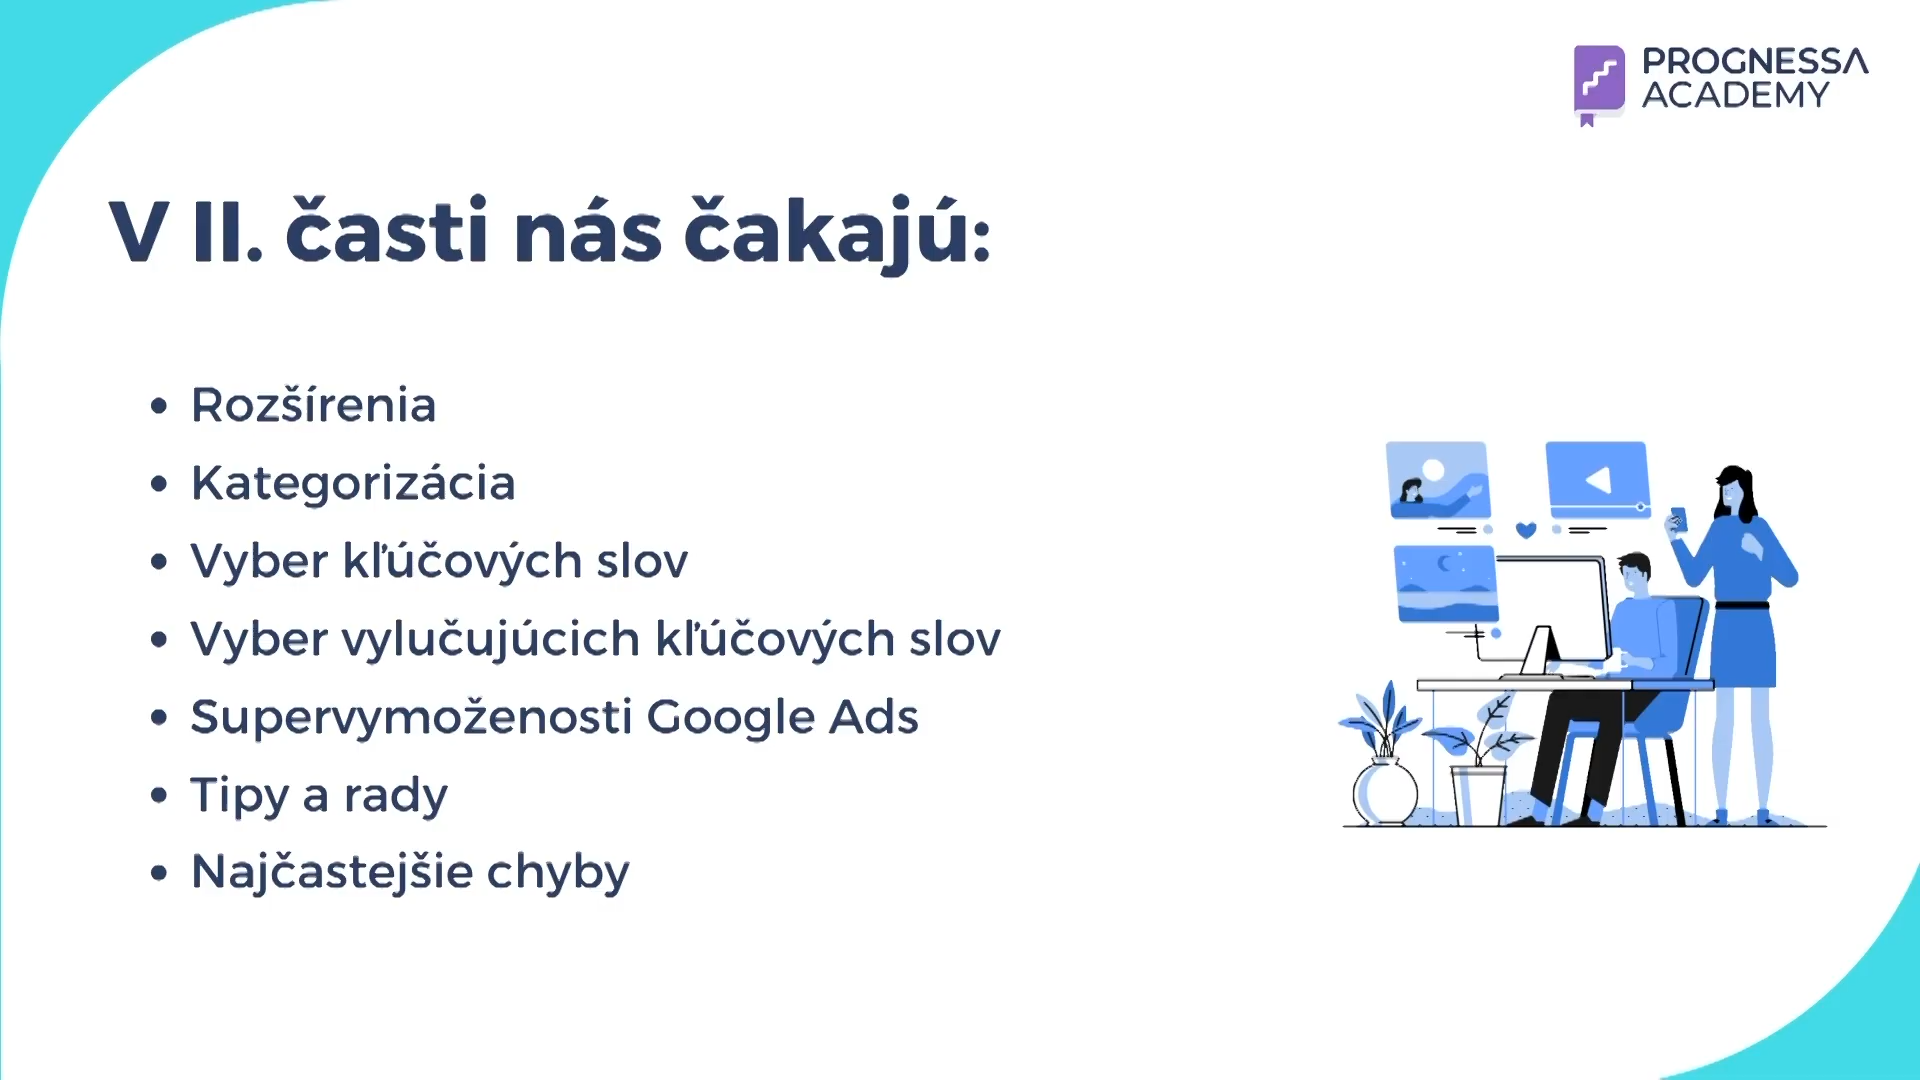 PROGNESSA
ACADEMY
V II. časti nás čakajú:
• Rozšírenia
• Kategorizácia
• Vyber kľúčových slov
• Vyber vylučujúcich kľúčových slov
• Supervymoženosti Google Ads
• Tipy a rady
• Najčastejšie chyby